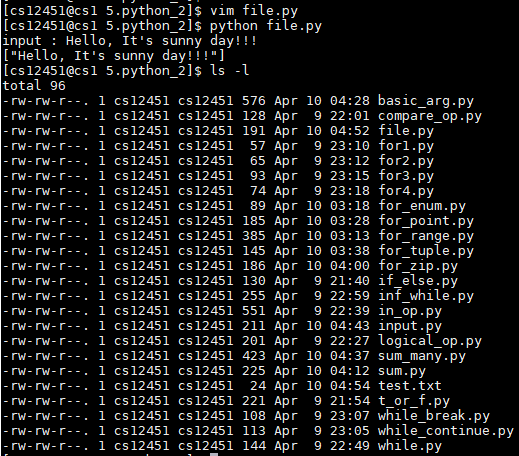 [cs12451@cs1 5.python_2]$ vim file.py
[cs12451@cs1 5.python_2]$ python file.py
input : Hello, It's sunny day!!!
["Hello, It's sunny day!!!"]
[cs12451@cs1 5.python_2]$ ls -l
total 96
-rw-rw-r--. 1 cs12451 cs12451 576 Apr 10 04:28 basic_arg.py
-rw-rw-r--. 1 cs12451 cs12451 128 Apr  9 22:01 compare_op.py
-rw-rw-r--. 1 cs12451 cs12451 191 Apr 10 04:52 file.py
-rw-rw-r--. 1 cs12451 cs12451  57 Apr  9 23:10 for1.py
-rw-rw-r--. 1 cs12451 cs12451  65 Apr  9 23:12 for2.py
-rw-rw-r--. 1 cs12451 cs12451  93 Apr  9 23:15 for3.py
-rw-rw-r--. 1 cs12451 cs12451  74 Apr  9 23:18 for4.py
-rw-rw-r--. 1 cs12451 cs12451  89 Apr 10 03:18 for_enum.py
-rw-rw-r--. 1 cs12451 cs12451 185 Apr 10 03:28 for_point.py
-rw-rw-r--. 1 cs12451 cs12451 385 Apr 10 03:13 for_range.py
-rw-rw-r--. 1 cs12451 cs12451 145 Apr 10 03:38 for_tuple.py
-rw-rw-r--. 1 cs12451 cs12451 186 Apr 10 04:00 for_zip.py
-rw-rw-r--. 1 cs12451 cs12451 130 Apr  9 21:40 if_else.py
-rw-rw-r--. 1 cs12451 cs12451 255 Apr  9 22:59 inf_while.py
-rw-rw-r--. 1 cs12451 cs12451 551 Apr  9 22:39 in_op.py
-rw-rw-r--. 1 cs12451 cs12451 211 Apr 10 04:43 input.py
-rw-rw-r--. 1 cs12451 cs12451 201 Apr  9 22:27 logical_op.py
-rw-rw-r--. 1 cs12451 cs12451 423 Apr 10 04:37 sum_many.py
-rw-rw-r--. 1 cs12451 cs12451 225 Apr 10 04:12 sum.py
-rw-rw-r--. 1 cs12451 cs12451  24 Apr 10 04:54 test.txt
-rw-rw-r--. 1 cs12451 cs12451 221 Apr  9 21:54 t_or_f.py
-rw-rw-r--. 1 cs12451 cs12451 108 Apr  9 23:07 while_break.py
-rw-rw-r--. 1 cs12451 cs12451 113 Apr  9 23:05 while_continue.py
-rw-rw-r--. 1 cs12451 cs12451 144 Apr  9 22:49 while.py